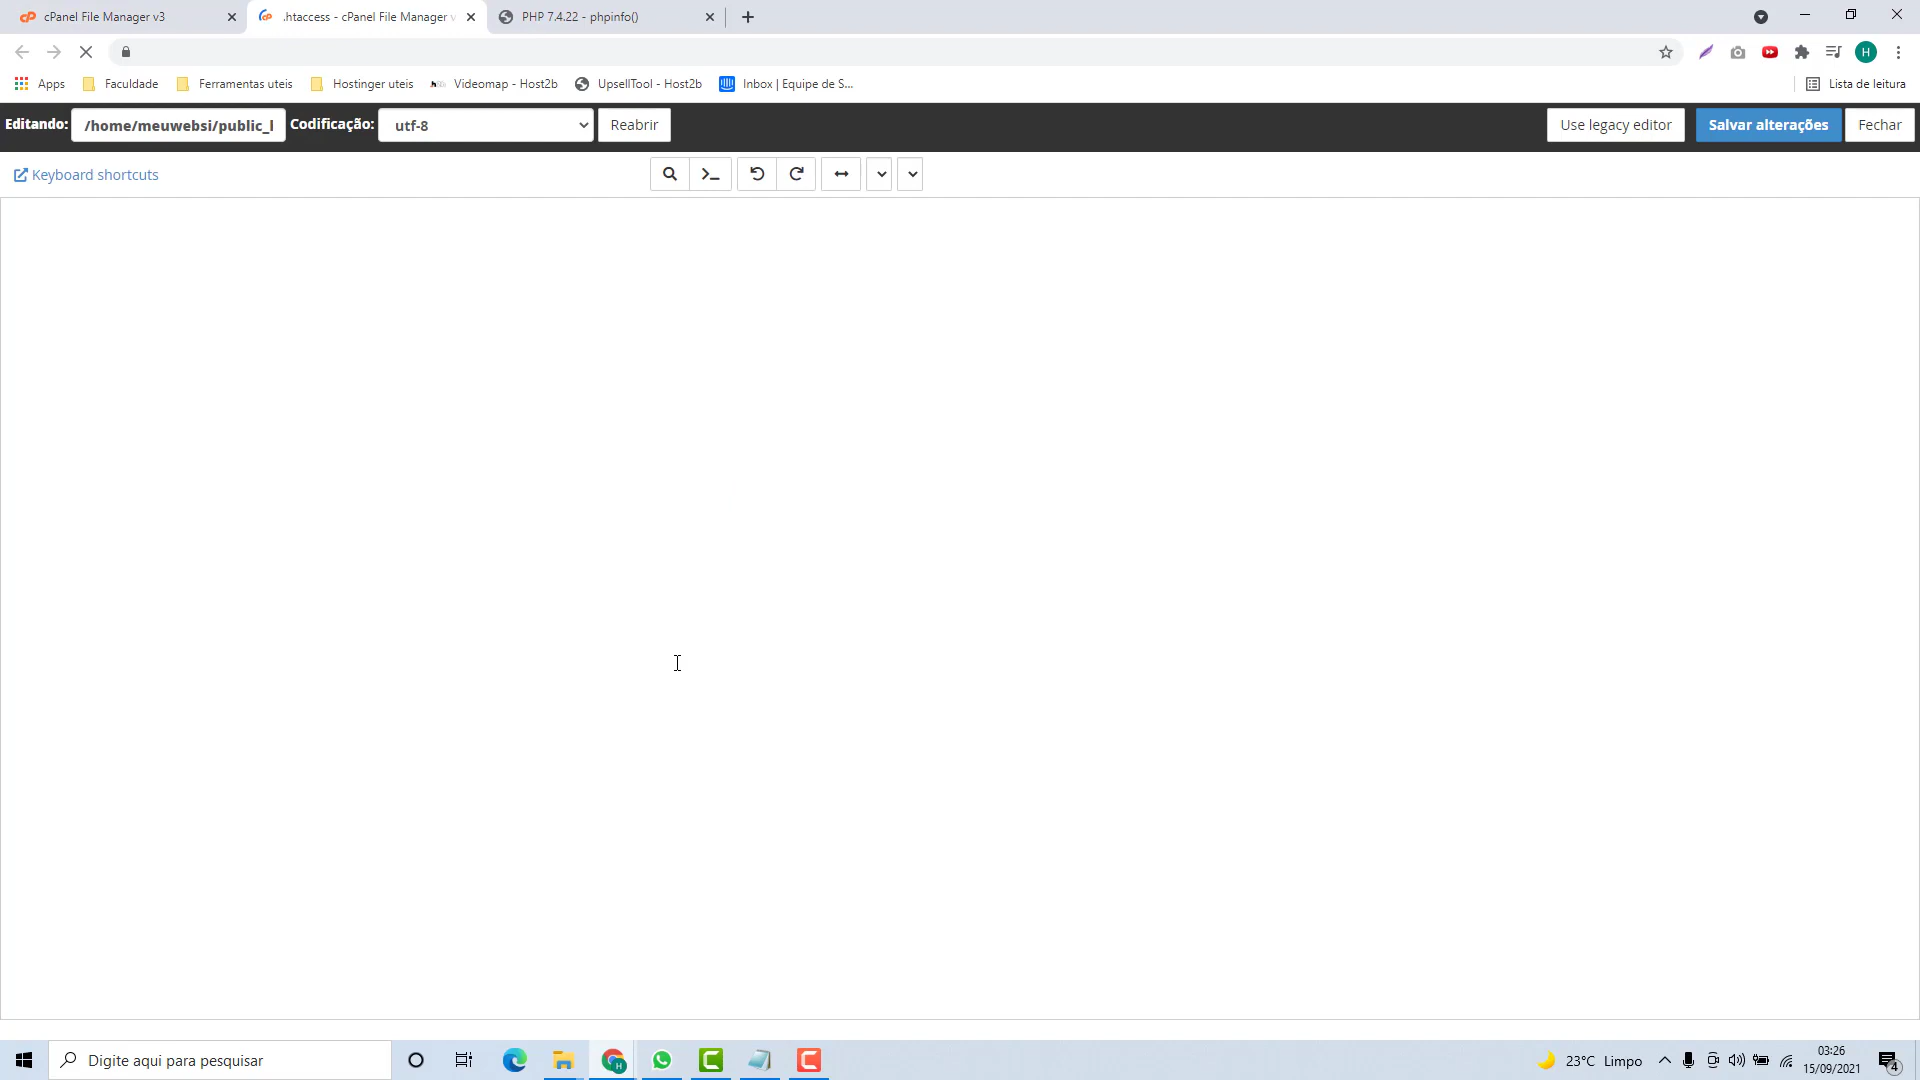 cPanel File Manager v3
.htaccess - cPanel File Manager v
PHP 7.4.22 - phpinfo()
H
Apps
Faculdade
Ferramentas uteis
Hostinger uteis
Videomap - Host2b
UpsellTool - Host2b
Inbox | Equipe de S...
Lista de leitura
Editando:
/home/meuwebsi/public_l
Codificação:
utf-8
Reabrir
Use legacy editor
Salvar alterações
Fechar
Keyboard shortcuts
Digite aqui para pesquisar
23°C Limpo
03:26
15/09/2021
4